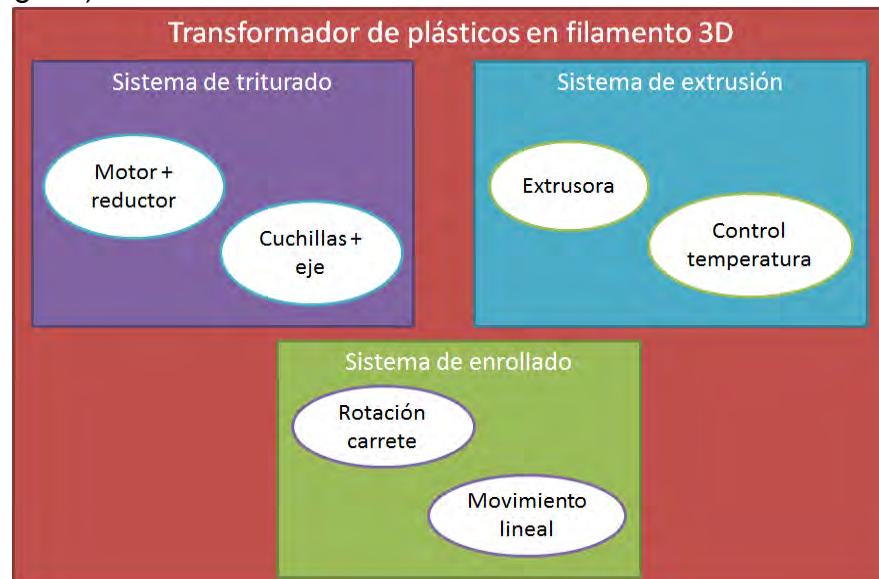 Transformador de plásticos en filamento 3D
Sistema de triturado
Motor +
reductor
Cuchillas +
eje
Sistema de extrusión
Extrusora
Control
temperatura
Sistema de enrollado
Rotación
carrete
Movimiento
lineal